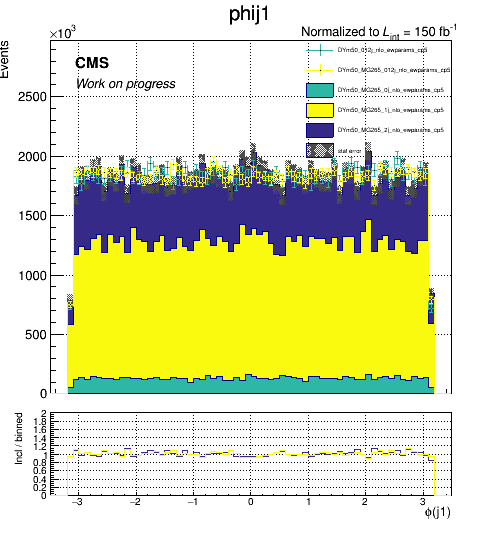 phij1
×10³
Normalized to L_int = 150 fb⁻¹
Events
CMS
Work on progress
DYm50_012j_nlo_ewparams_cp5
DYm50_MG265_012j_nlo_ewparams_cp5
DYm50_MG265_0j_nlo_ewparams_cp5
DYm50_MG265_1j_nlo_ewparams_cp5
DYm50_MG265_2j_nlo_ewparams_cp5
stat error
2500
2000
1500
1000
500
0
Incl / binned
2
1.8
1.6
1.4
1.2
1
0.8
0.6
0.4
0.2
0
−3 −2 −1 0 1 2 3
ϕ(j1)